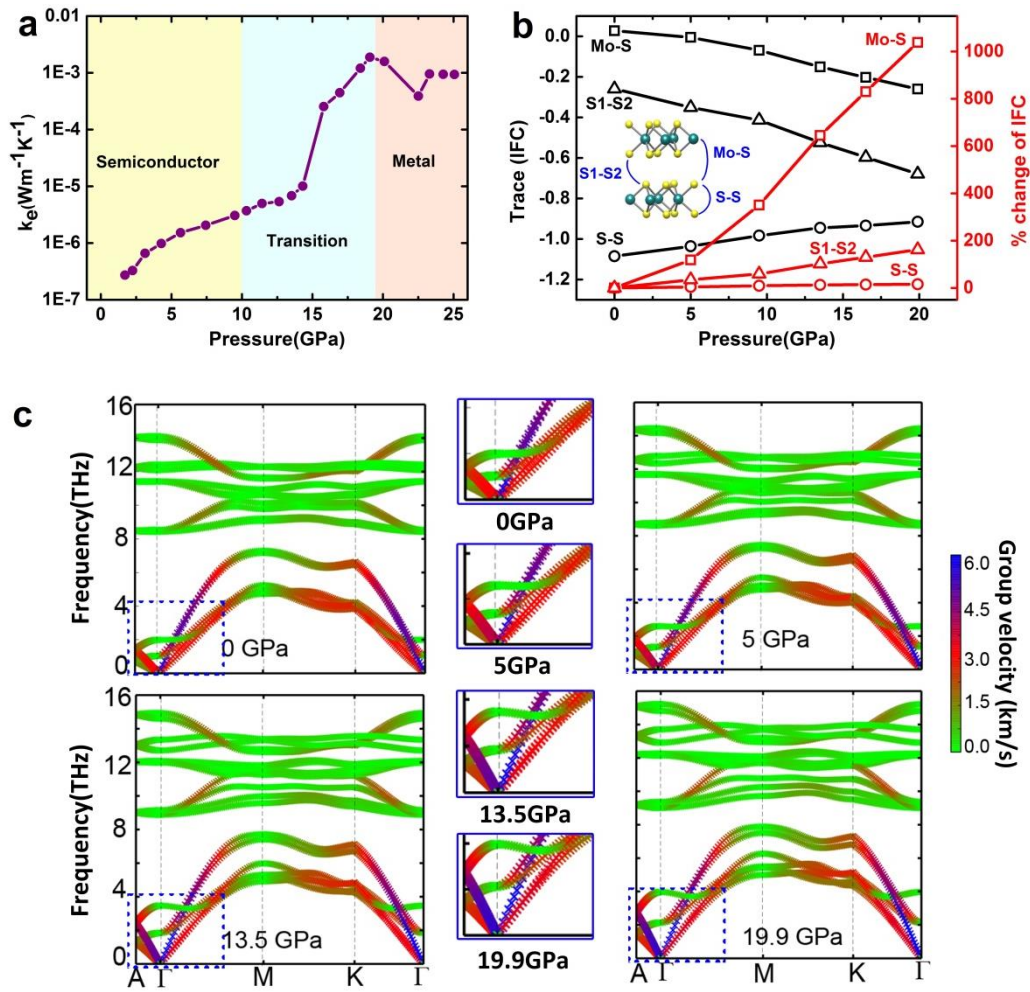 a
k_e(Wm⁻¹K⁻¹)
1E-2
1E-3
1E-4
1E-5
1E-6
1E-7
Semiconductor
Transition
Metal
0 5 10 15 20 25
Pressure(GPa)
b
Trace (IFC)
0.0
-0.2
-0.4
-0.6
-0.8
-1.0
-1.2
Mo-S
S1-S2
S-S
Mo-S
S1-S2
S-S
Mo-S
S1-S2
S-S
1000
800
600
400
200
0
% change of IFC
0 5 10 15 20
Pressure(GPa)
c
Frequency(THz)
16
12
8
4
0
0 GPa
0GPa
5GPa
5 GPa
Group velocity (km/s)
6.0
4.5
3.0
1.5
0.0
Frequency(THz)
16
12
8
4
0
13.5 GPa
A Γ M K Γ
13.5GPa
19.9GPa
19.9 GPa
A Γ M K Γ